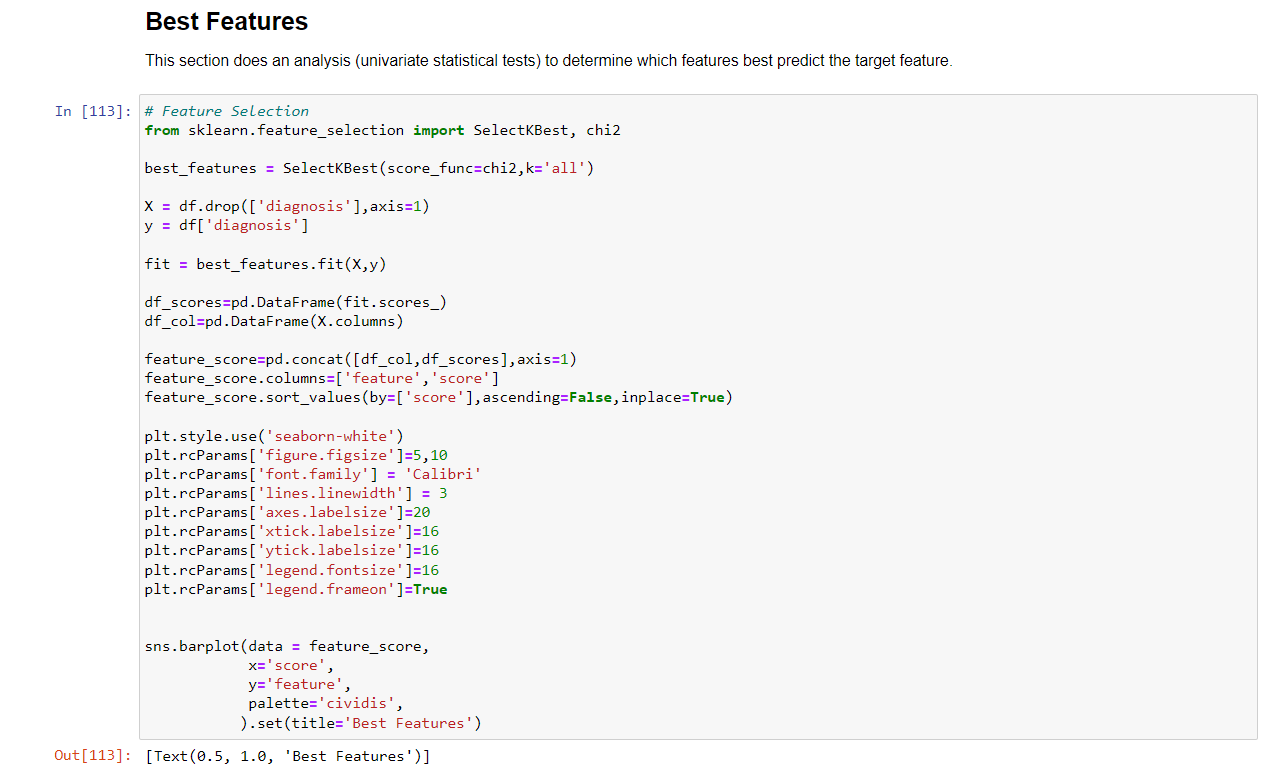 Best Features
This section does an analysis (univariate statistical tests) to determine which features best predict the target feature.
In [113]: # Feature Selection
from sklearn.feature_selection import SelectKBest, chi2
best_features = SelectKBest(score_func=chi2,k='all')
X = df.drop(['diagnosis'],axis=1)
y = df['diagnosis']
fit = best_features.fit(X,y)
df_scores=pd.DataFrame(fit.scores_)
df_col=pd.DataFrame(X.columns)
feature_score=pd.concat([df_col,df_scores],axis=1)
feature_score.columns=['feature','score']
feature_score.sort_values(by=['score'],ascending=False,inplace=True)
plt.style.use('seaborn-white')
plt.rcParams['figure.figsize']=5,10
plt.rcParams['font.family'] = 'Calibri'
plt.rcParams['lines.linewidth'] = 3
plt.rcParams['axes.labelsize']=20
plt.rcParams['xtick.labelsize']=16
plt.rcParams['ytick.labelsize']=16
plt.rcParams['legend.fontsize']=16
plt.rcParams['legend.frameon']=True
sns.barplot(data = feature_score,
            x='score',
            y='feature',
            palette='cividis',
           ).set(title='Best Features')
Out[113]: [Text(0.5, 1.0, 'Best Features')]